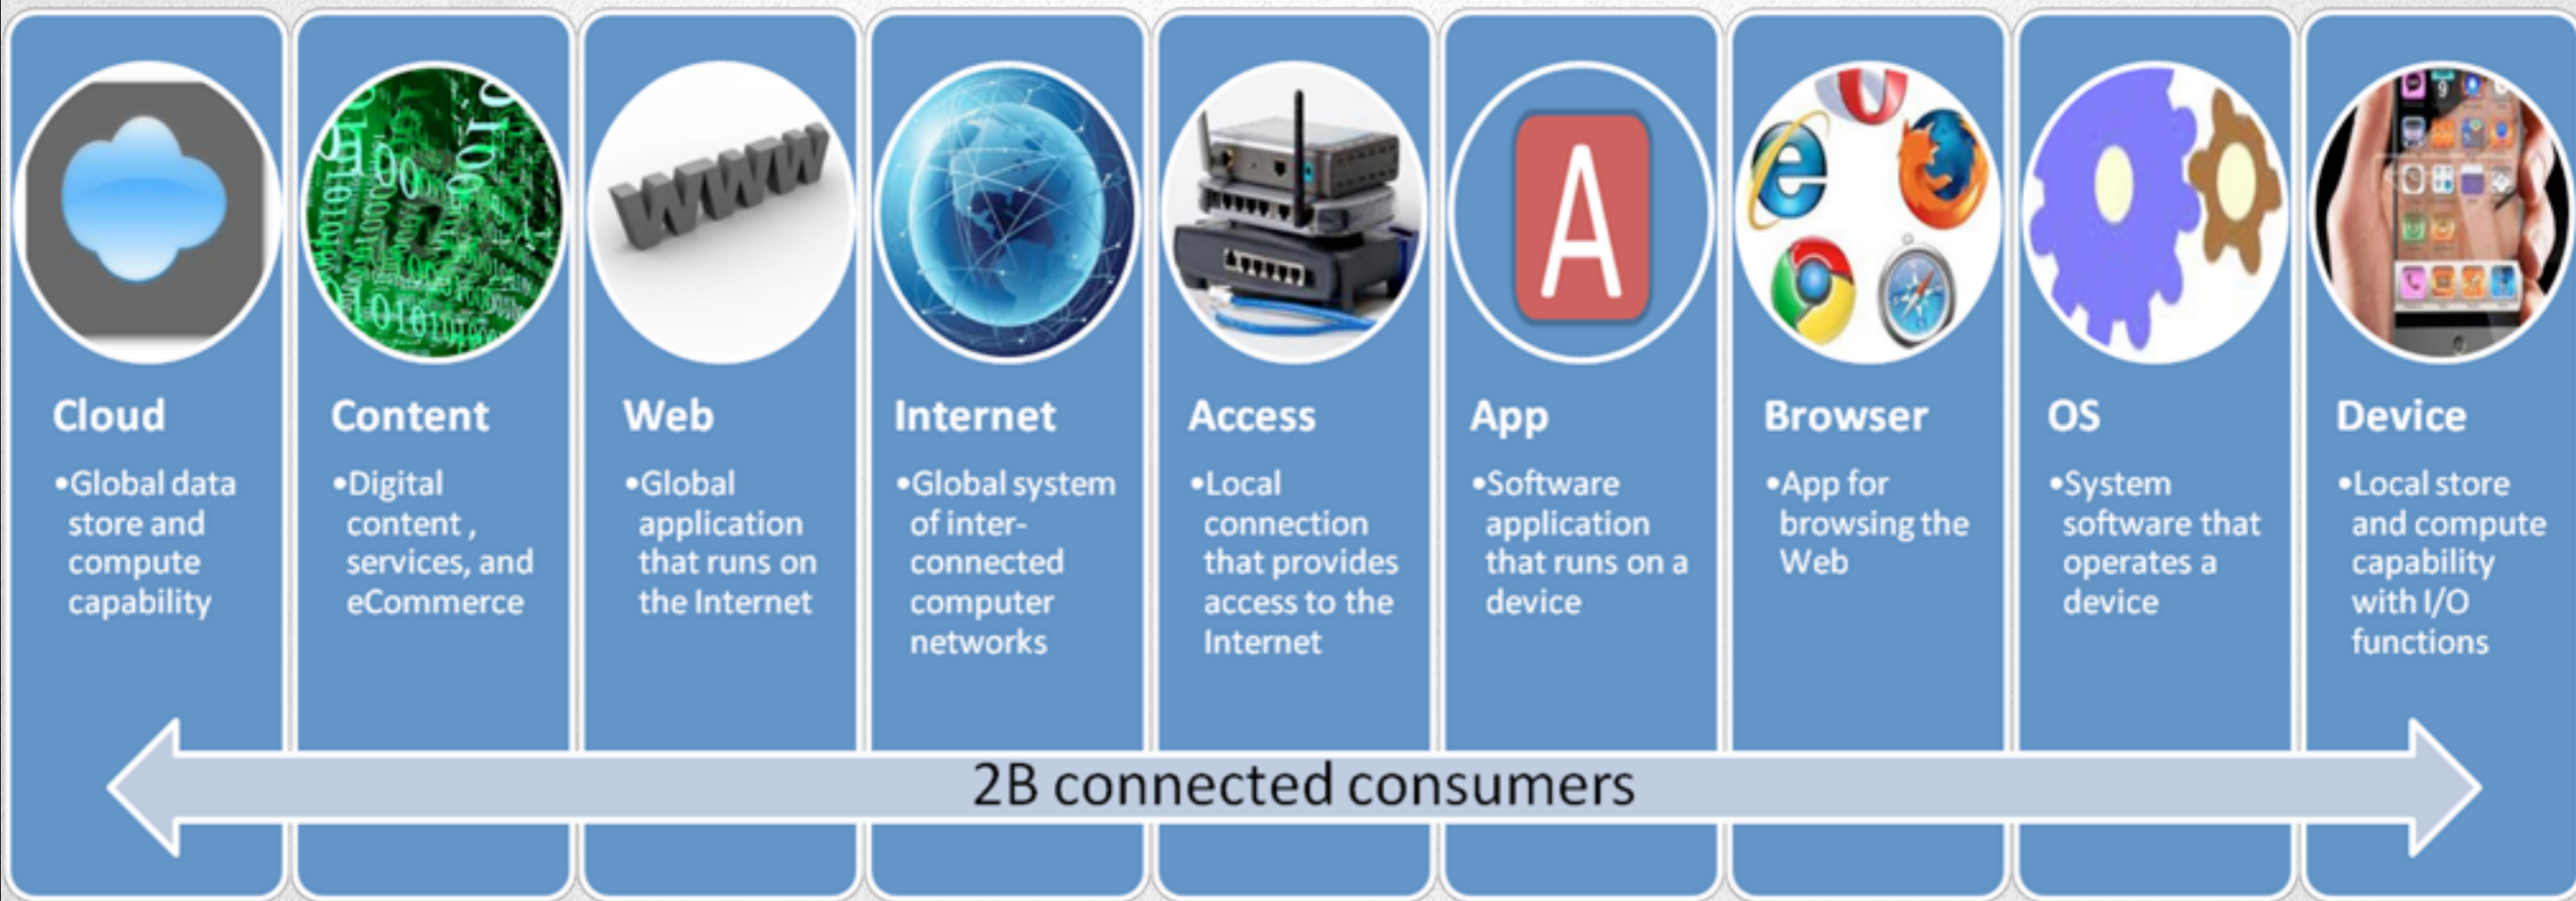 WWW
A
Cloud
•Global data
store and
compute
capability
Content
•Digital
content ,
services, and
eCommerce
Web
•Global
application
that runs on
the Internet
Internet
•Global system
of inter-
connected
computer
networks
Access
•Local
connection
that provides
access to the
Internet
App
•Software
application
that runs on a
device
Browser
•App for
browsing the
Web
OS
•System
software that
operates a
device
Device
•Local store
and compute
capability
with I/O
functions
2B connected consumers